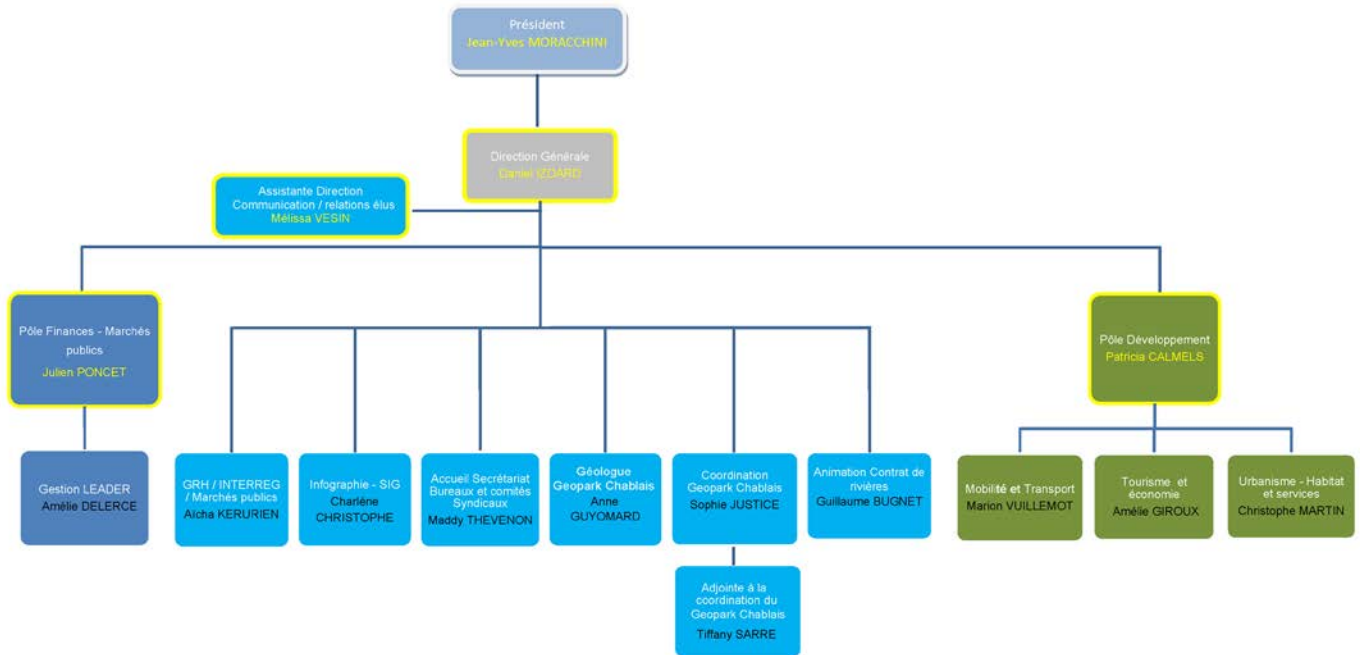 Président
Jean-Yves MORACCHINI
Direction Générale
Daniel IZDARD
Assistante Direction
Communication / relations élus
Mélissa VESIN
Pôle Finances - Marchés
publics
Julien PONCET
Pôle Développement
Patricia CALMELS
Gestion LEADER
Amélie DELERCE
GRH / INTERREG
/ Marchés publics
Aïcha KERURIEN
Infographie - SIG
Charlène
CHRISTOPHE
Accueil Secrétariat
Bureaux et comités
Syndicaux
Maddy THEVENON
Géologue
Geopark Chablais
Anne
GUYOMARD
Coordination
Geopark Chablais
Sophie JUSTICE
Animation Contrat de
rivières
Guillaume BUGNET
Mobilité et Transport
Marion VUILLEMOT
Tourisme et
économie
Amélie GIROUX
Urbanisme - Habitat
et services
Christophe MARTIN
Adjointe à la
coordination du
Geopark Chablais
Tiffany SARRE